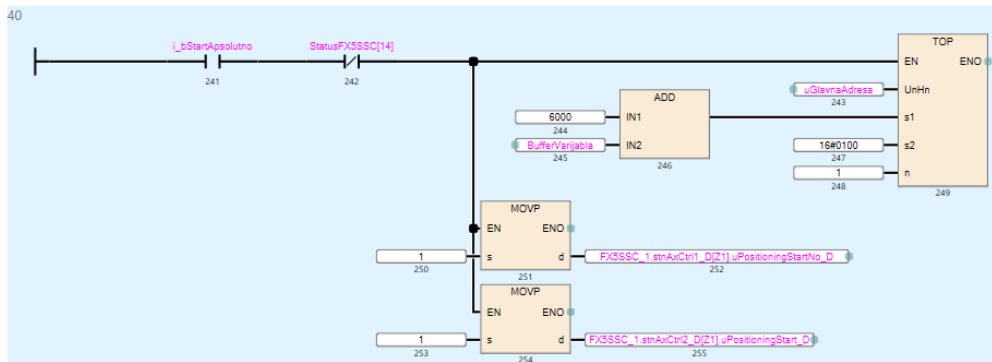 40
i_bStartApsolutno
StatusFX5SSC[14]
241
242
TOP
EN
ENO
uGlavnaAdresa
UnHn
243
ADD
6000
IN1
s1
244
BufferVarijabla
IN2
16#0100
s2
245
246
247
1
n
248
249
MOVP
EN
ENO
1
s
d
FX5SSC_1.stnAxCtrl1_D[Z1].uPositioningStartNo_D
250
251
252
MOVP
EN
ENO
1
s
d
FX5SSC_1.stnAxCtrl2_D[Z1].uPositioningStart_D
253
254
255